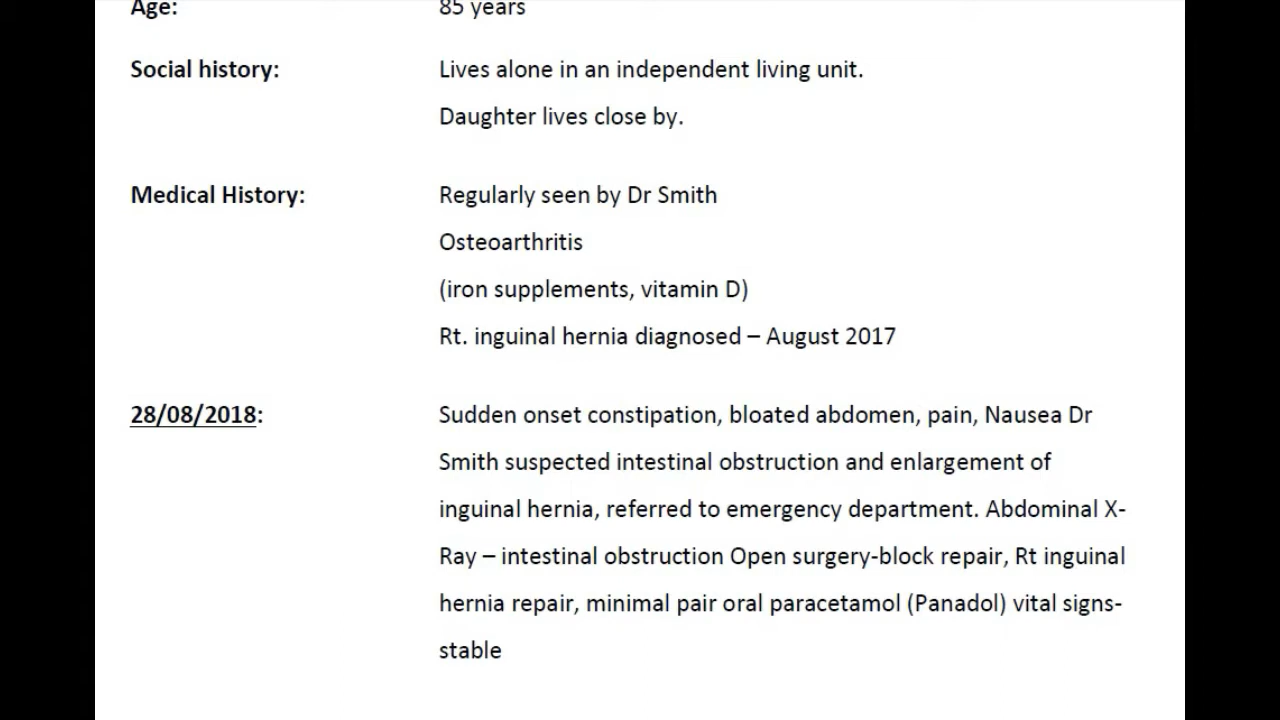 Age: 85 years
Social history: Lives alone in an independent living unit.
Daughter lives close by.
Medical History: Regularly seen by Dr Smith
Osteoarthritis
(iron supplements, vitamin D)
Rt. inguinal hernia diagnosed – August 2017
28/08/2018: Sudden onset constipation, bloated abdomen, pain, Nausea Dr
Smith suspected intestinal obstruction and enlargement of
inguinal hernia, referred to emergency department. Abdominal X-
Ray – intestinal obstruction Open surgery-block repair, Rt inguinal
hernia repair, minimal pair oral paracetamol (Panadol) vital signs-
stable